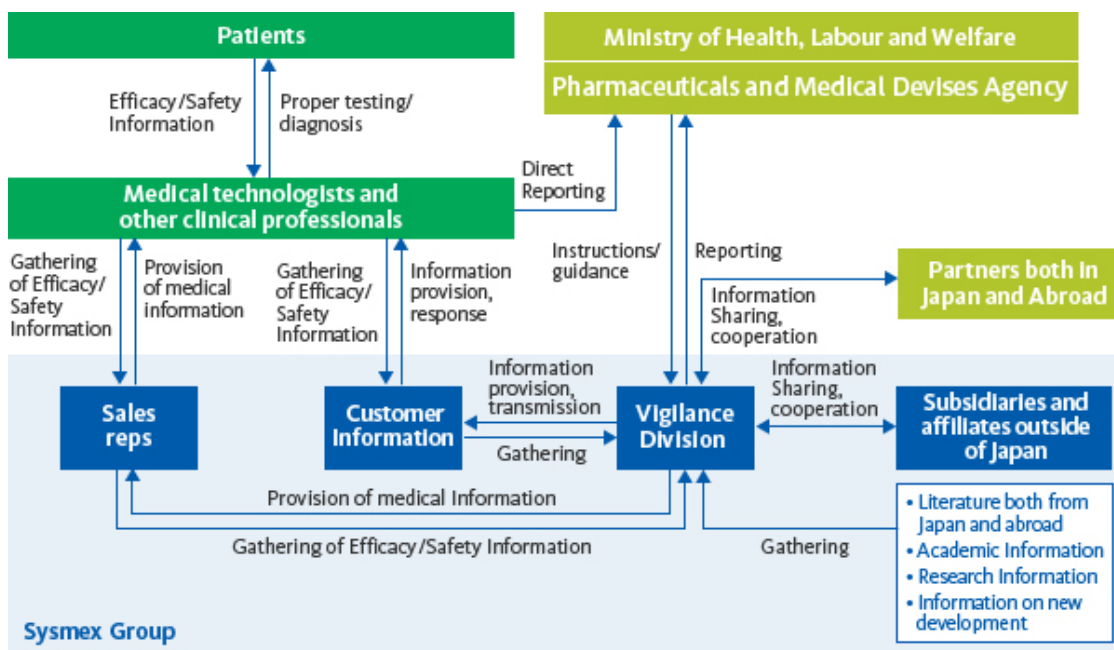 Patients
Ministry of Health, Labour and Welfare
Pharmaceuticals and Medical Devises Agency
Efficacy/Safety
Information
Proper testing/
diagnosis
Medical technologists and
other clinical professionals
Direct
Reporting
Gathering
of Efficacy/
Safety
Information
Provision
of medical
information
Gathering
of Efficacy/
Safety
Information
Information
provision,
response
Instructions/
guidance
Reporting
Information
Sharing,
cooperation
Partners both in
Japan and Abroad
Sales
reps
Customer
Information
Information
provision,
transmission
Gathering
Vigilance
Division
Information
Sharing,
cooperation
Subsidiaries and
affiliates outside
of Japan
Provision of medical Information
Gathering of Efficacy/Safety Information
Gathering
• Literature both from
Japan and abroad
• Academic Information
• Research Information
• Information on new
development
Sysmex Group